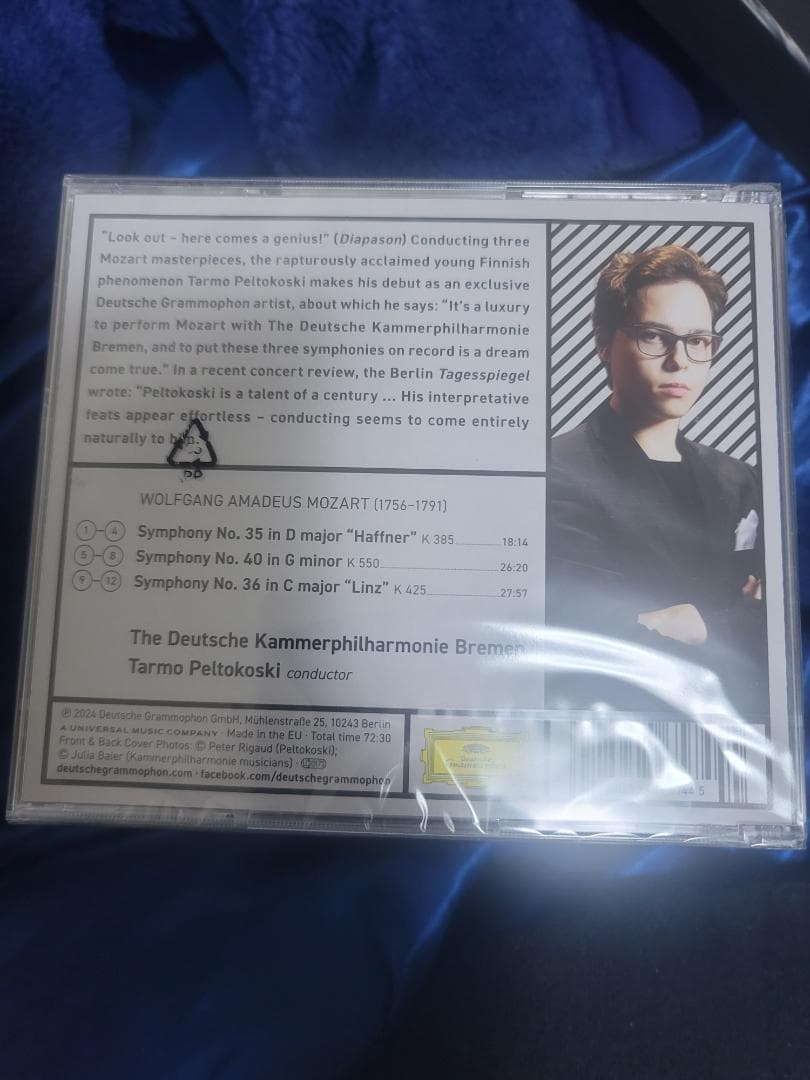 “Look out – here comes a genius!” (Diapason) Conducting three
Mozart masterpieces, the rapturously acclaimed young Finnish
phenomenon Tarmo Peltokoski makes his debut as an exclusive
Deutsche Grammophon artist, about which he says: “It’s a luxury
to perform Mozart with The Deutsche Kammerphilharmonie
Bremen, and to put these three symphonies on record is a dream
come true.” In a recent concert review, the Berlin Tagesspiegel
wrote: “Peltokoski is a talent of a century ... His interpretative
feats appear effortless – conducting seems to come entirely
naturally to him.”
PP
WOLFGANG AMADEUS MOZART (1756–1791)
1–4 Symphony No. 35 in D major “Haffner” K 385 18:14
5–8 Symphony No. 40 in G minor K 550 26:20
9–12 Symphony No. 36 in C major “Linz” K 425 27:57
The Deutsche Kammerphilharmonie Bremen
Tarmo Peltokoski conductor
℗ 2024 Deutsche Grammophon GmbH, Mühlenstraße 25, 10243 Berlin
A UNIVERSAL MUSIC COMPANY · Made in the EU · Total time 72:30
Front & Back Cover Photos: © Peter Rigaud (Peltokoski);
© Julia Baier (Kammerphilharmonie musicians) ·
deutschegrammophon.com · facebook.com/deutschegrammophon
Deutsche
Grammophon